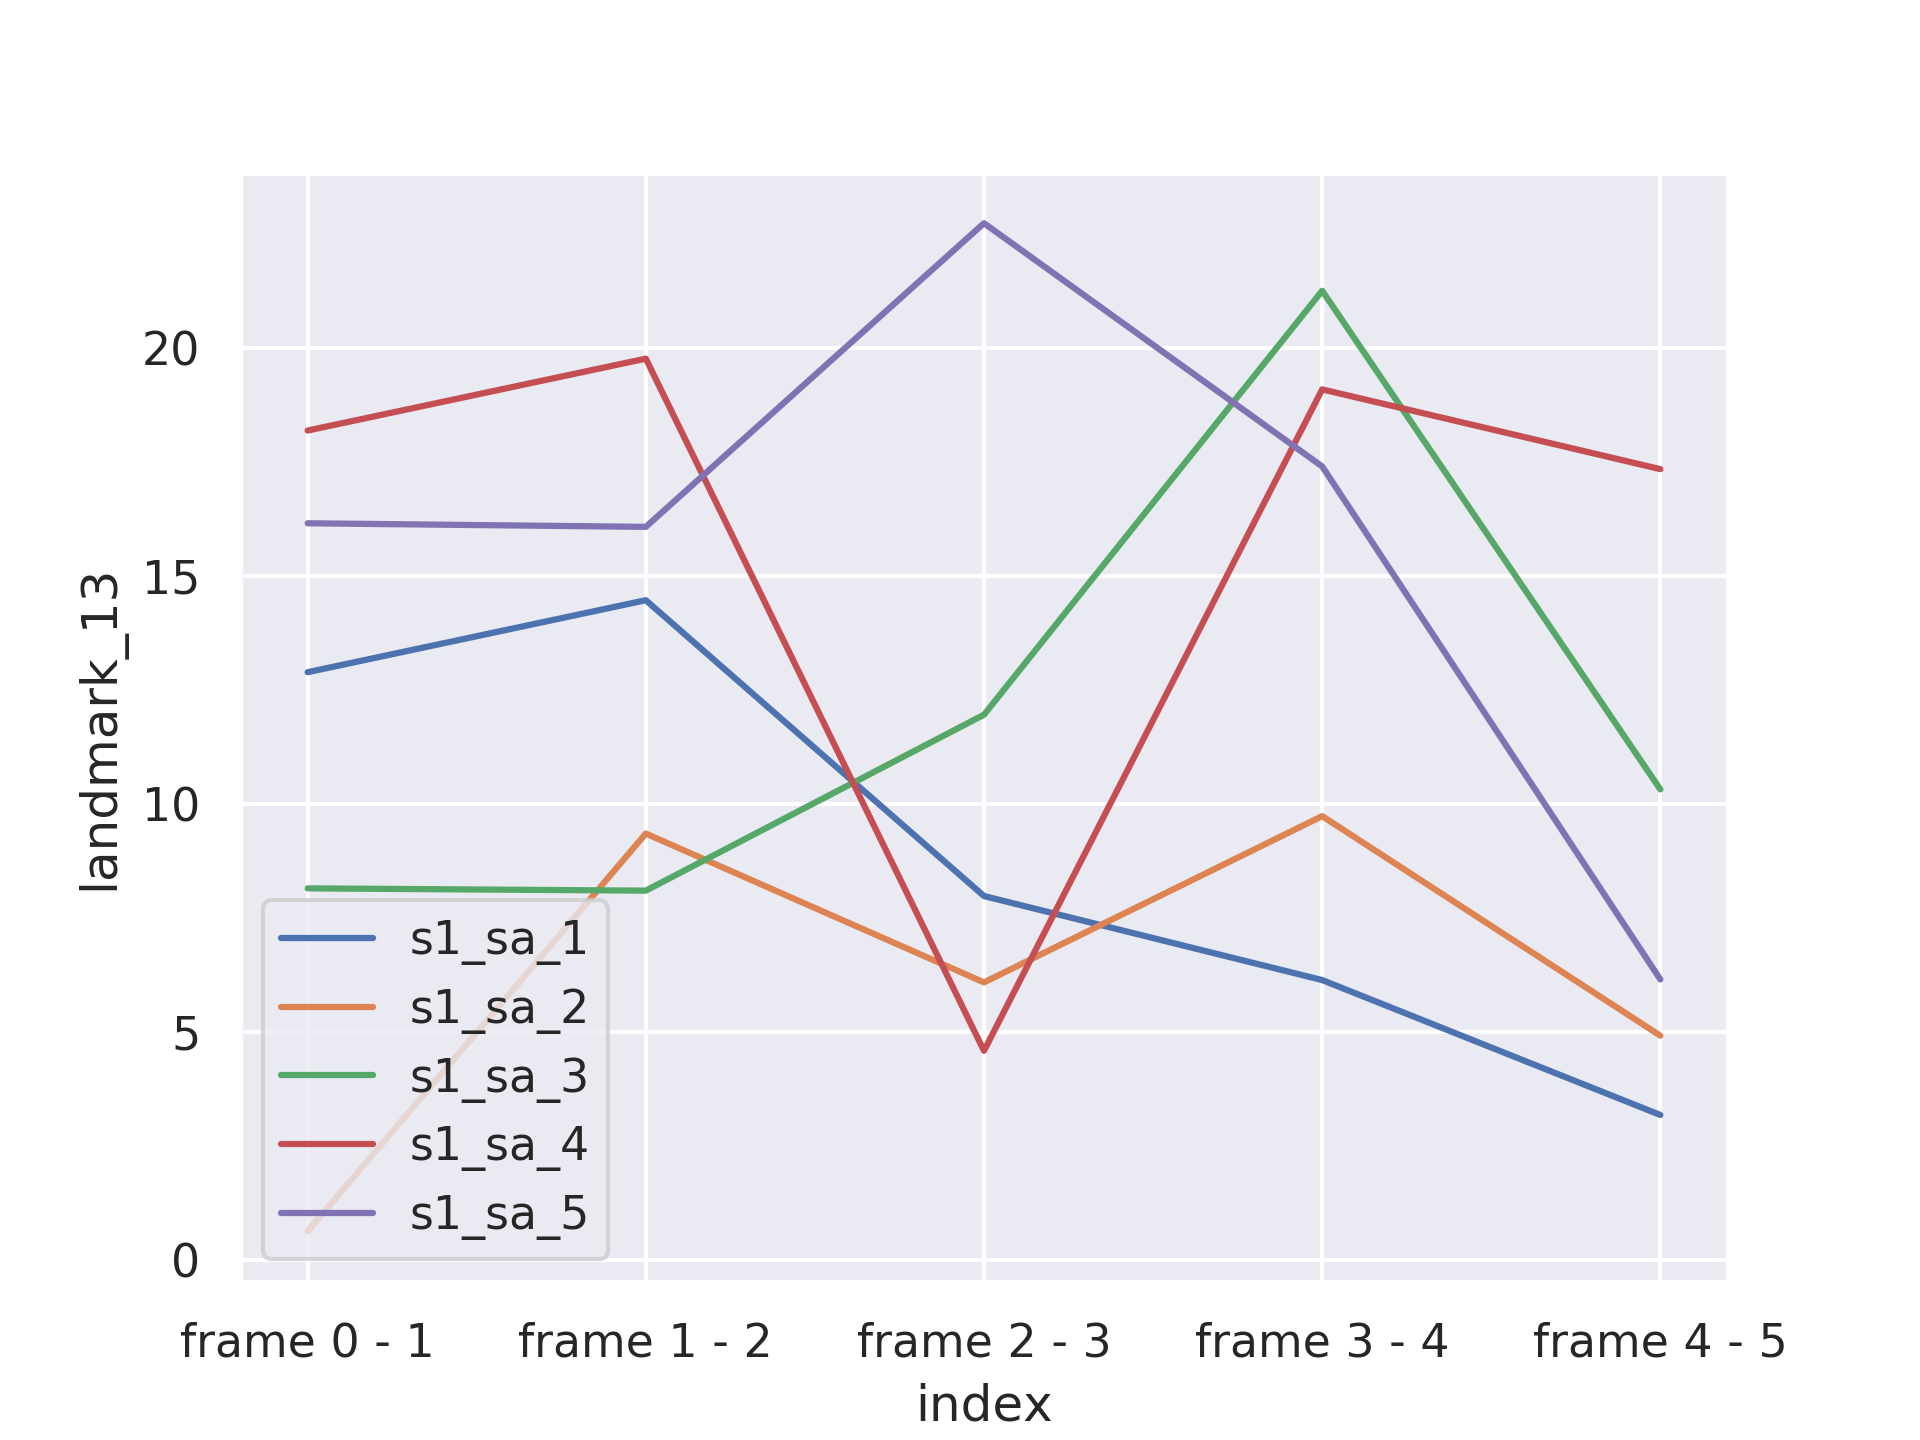 20
15
10
5
0
landmark_13
s1_sa_1
s1_sa_2
s1_sa_3
s1_sa_4
s1_sa_5
frame 0 - 1 frame 1 - 2 frame 2 - 3 frame 3 - 4 frame 4 - 5
index